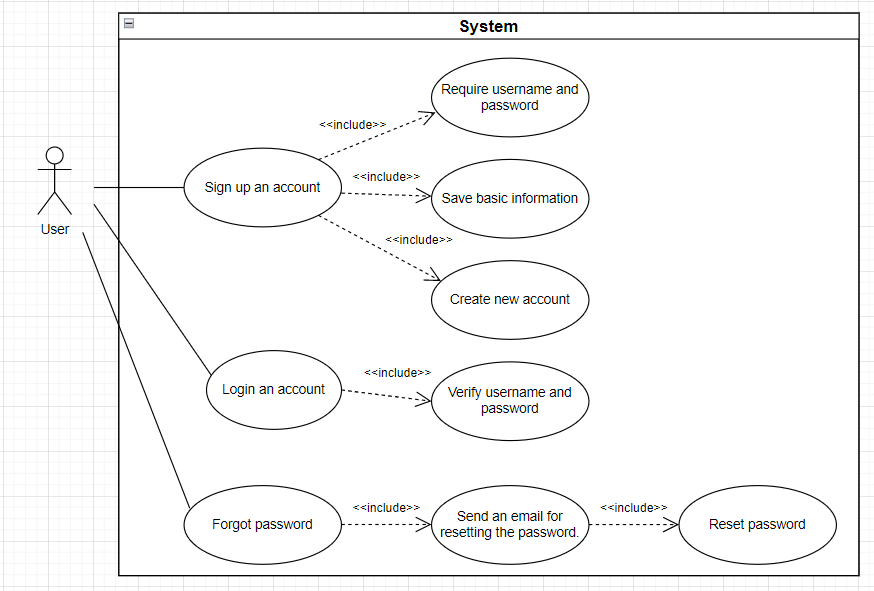 System
Require username and
password
<<include>>
<<include>>
Sign up an account
Save basic information
User
<<include>>
Create new account
<<include>>
Login an account
Verify username and
password
<<include>>
<<include>>
Forgot password
Send an email for
resetting the password.
Reset password